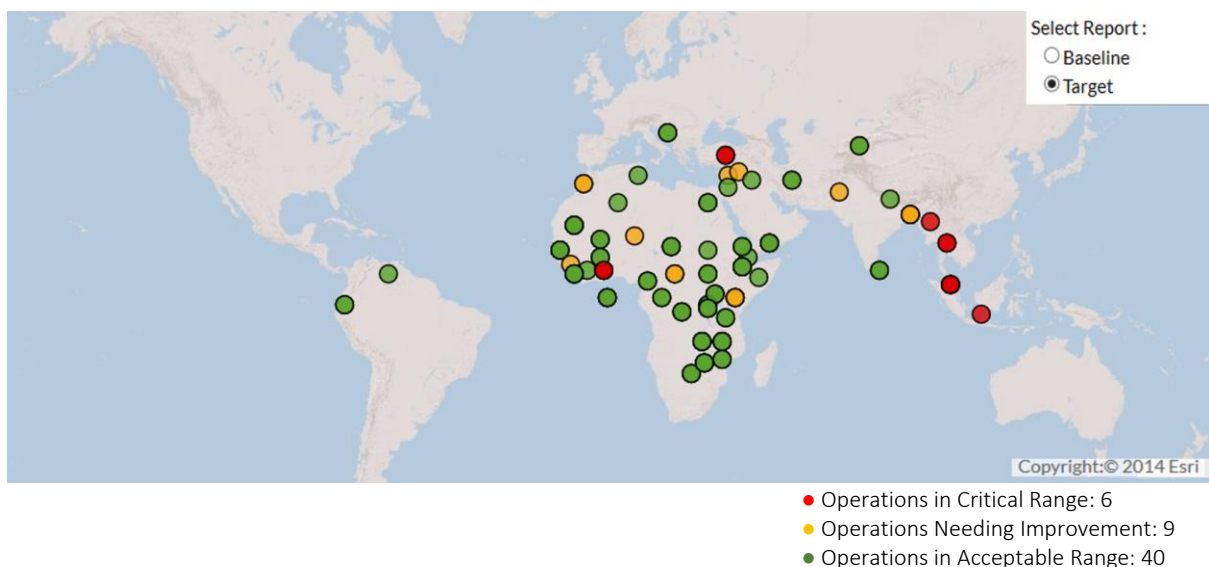 Select Report :
Baseline
Target
Copyright:© 2014 Esri
Operations in Critical Range: 6
Operations Needing Improvement: 9
Operations in Acceptable Range: 40